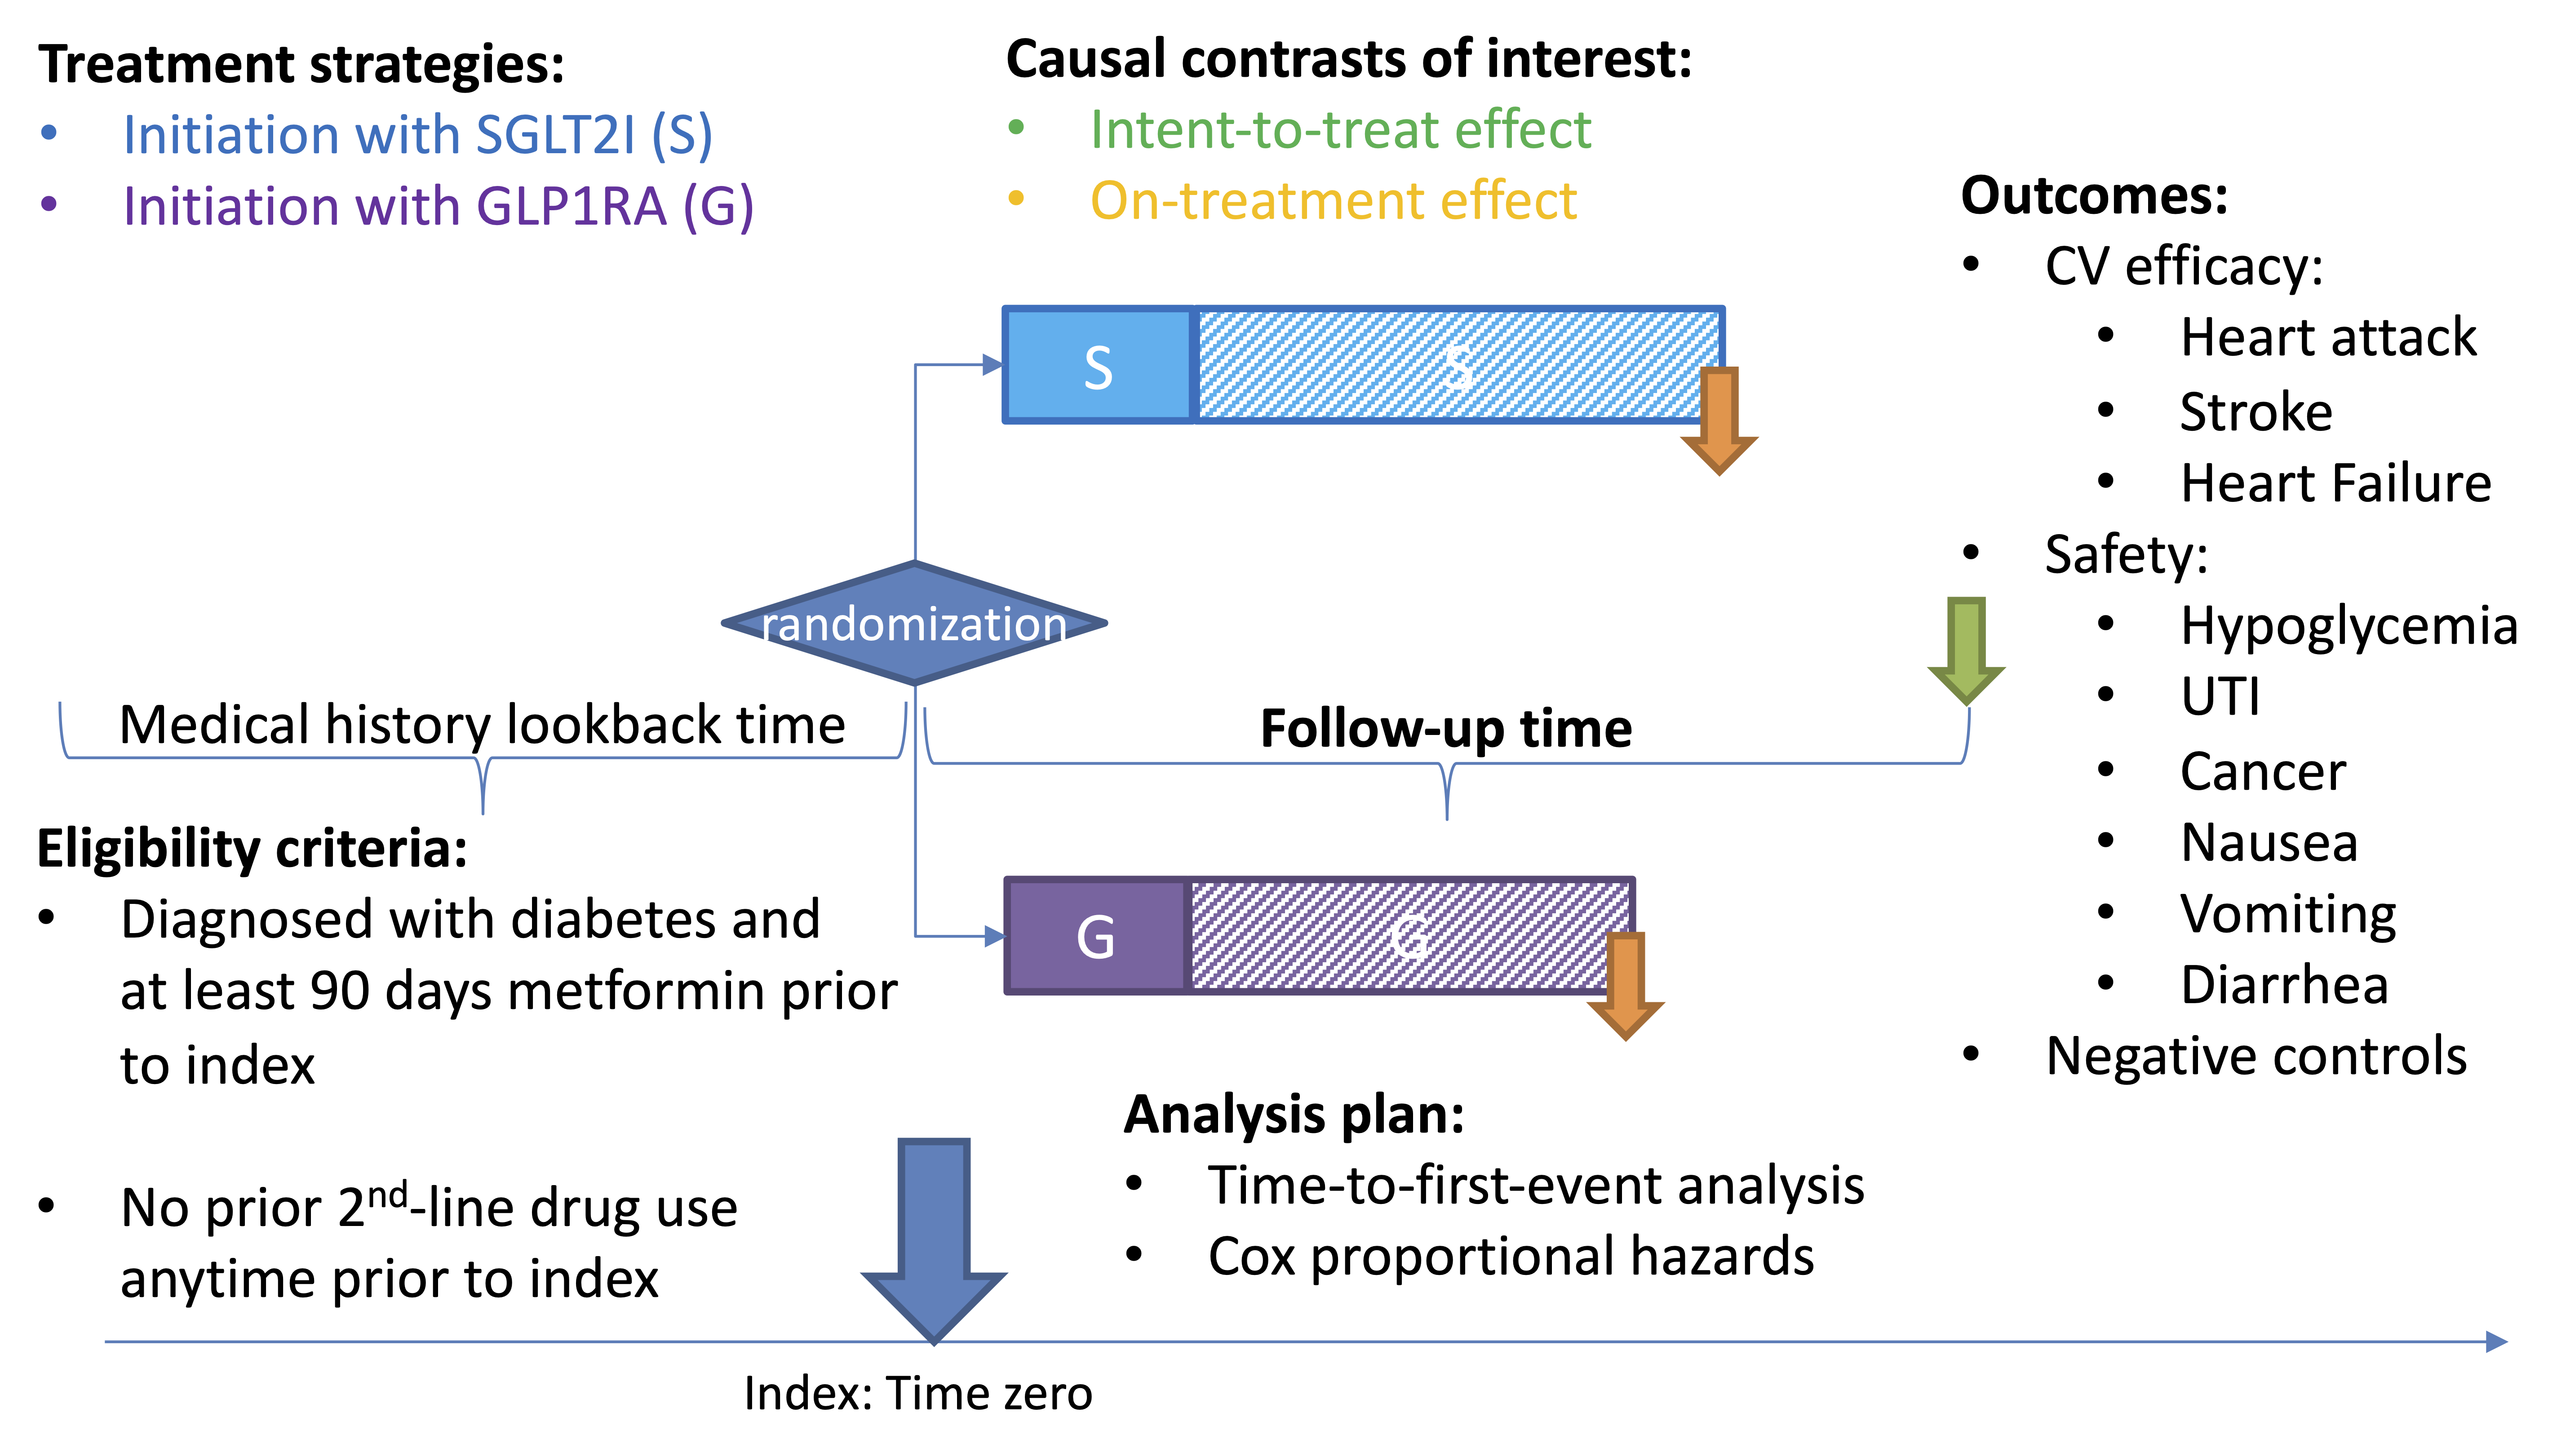 Treatment strategies:
• Initiation with SGLT2I (S)
• Initiation with GLP1RA (G)
Causal contrasts of interest:
• Intent-to-treat effect
• On-treatment effect
Outcomes:
• CV efficacy:
• Heart attack
• Stroke
• Heart Failure
• Safety:
• Hypoglycemia
• UTI
• Cancer
• Nausea
• Vomiting
• Diarrhea
• Negative controls
S
S
randomization
Medical history lookback time
Follow-up time
G
G
Eligibility criteria:
• Diagnosed with diabetes and
at least 90 days metformin prior
to index
• No prior 2nd-line drug use
anytime prior to index
Analysis plan:
• Time-to-first-event analysis
• Cox proportional hazards
Index: Time zero